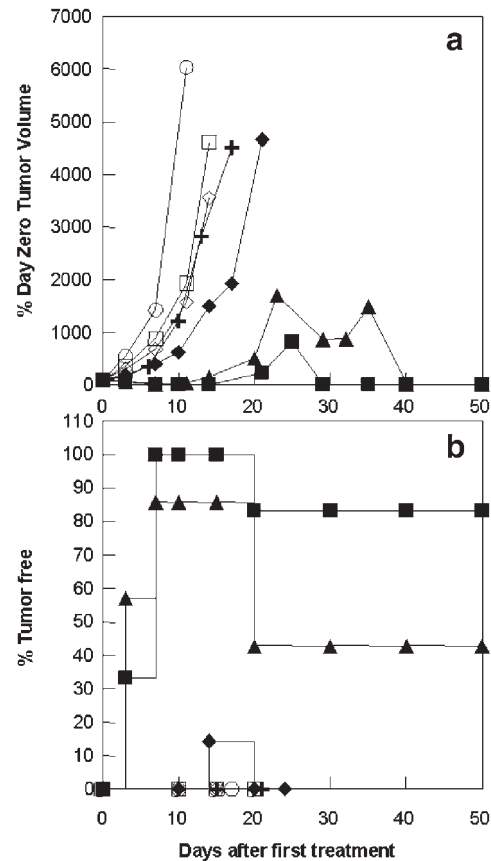 a
% Day Zero Tumor Volume
7000
6000
5000
4000
3000
2000
1000
0
0 10 20 30 40 50
b
% Tumor free
110
100
90
80
70
60
50
40
30
20
10
0
0 10 20 30 40 50
Days after first treatment